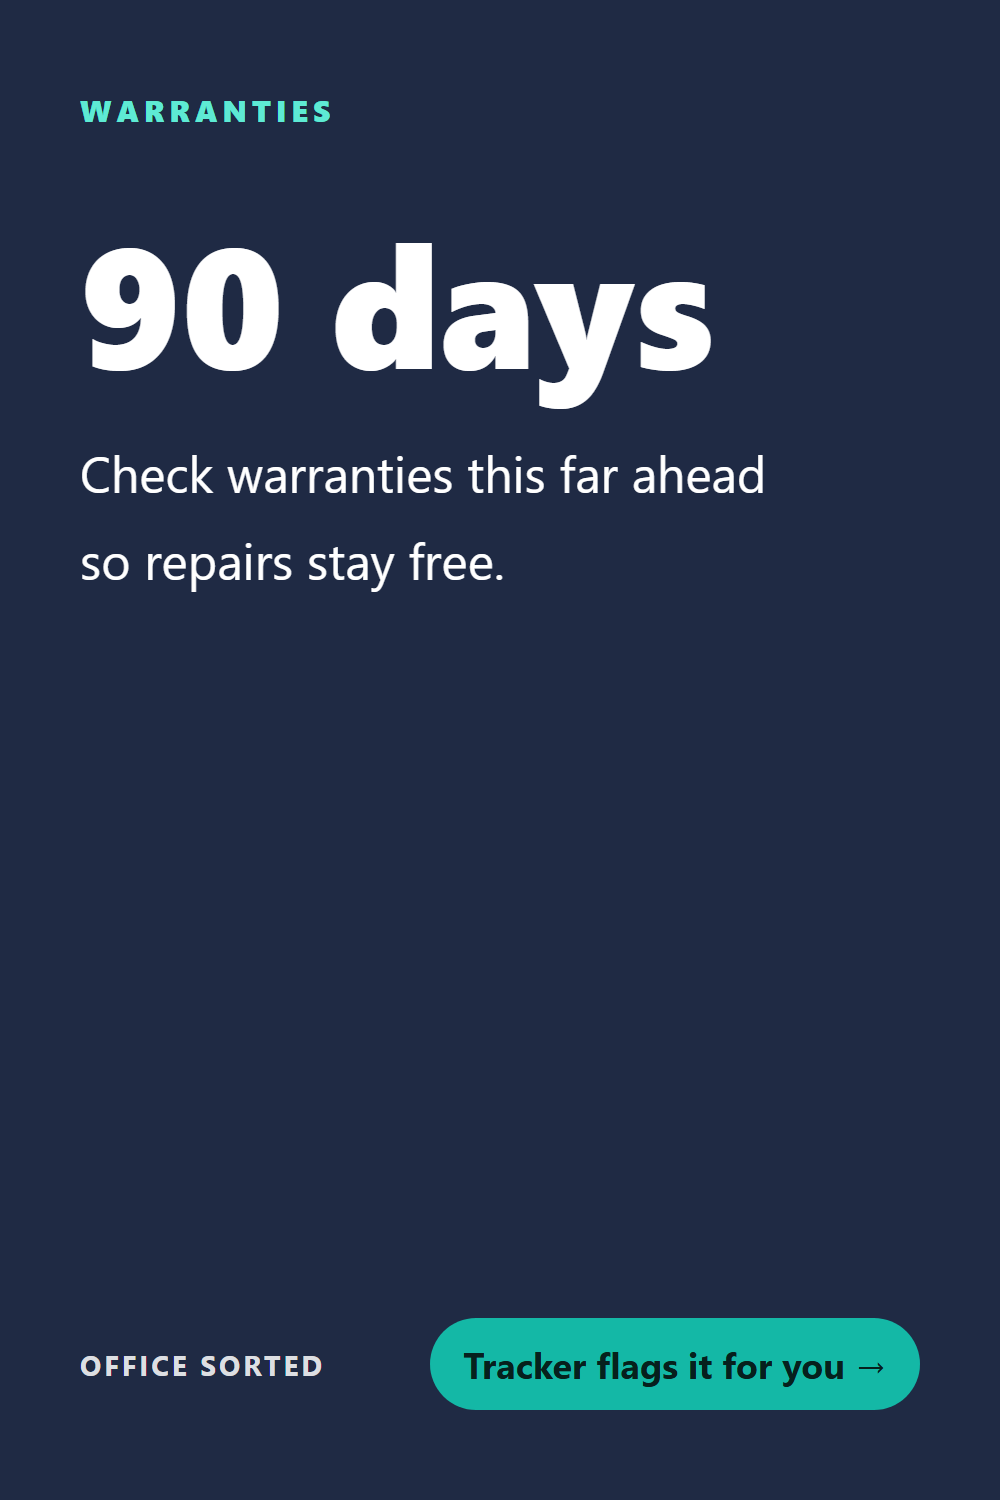 WARRANTIES
90 days
Check warranties this far ahead
so repairs stay free.
OFFICE SORTED
Tracker flags it for you →